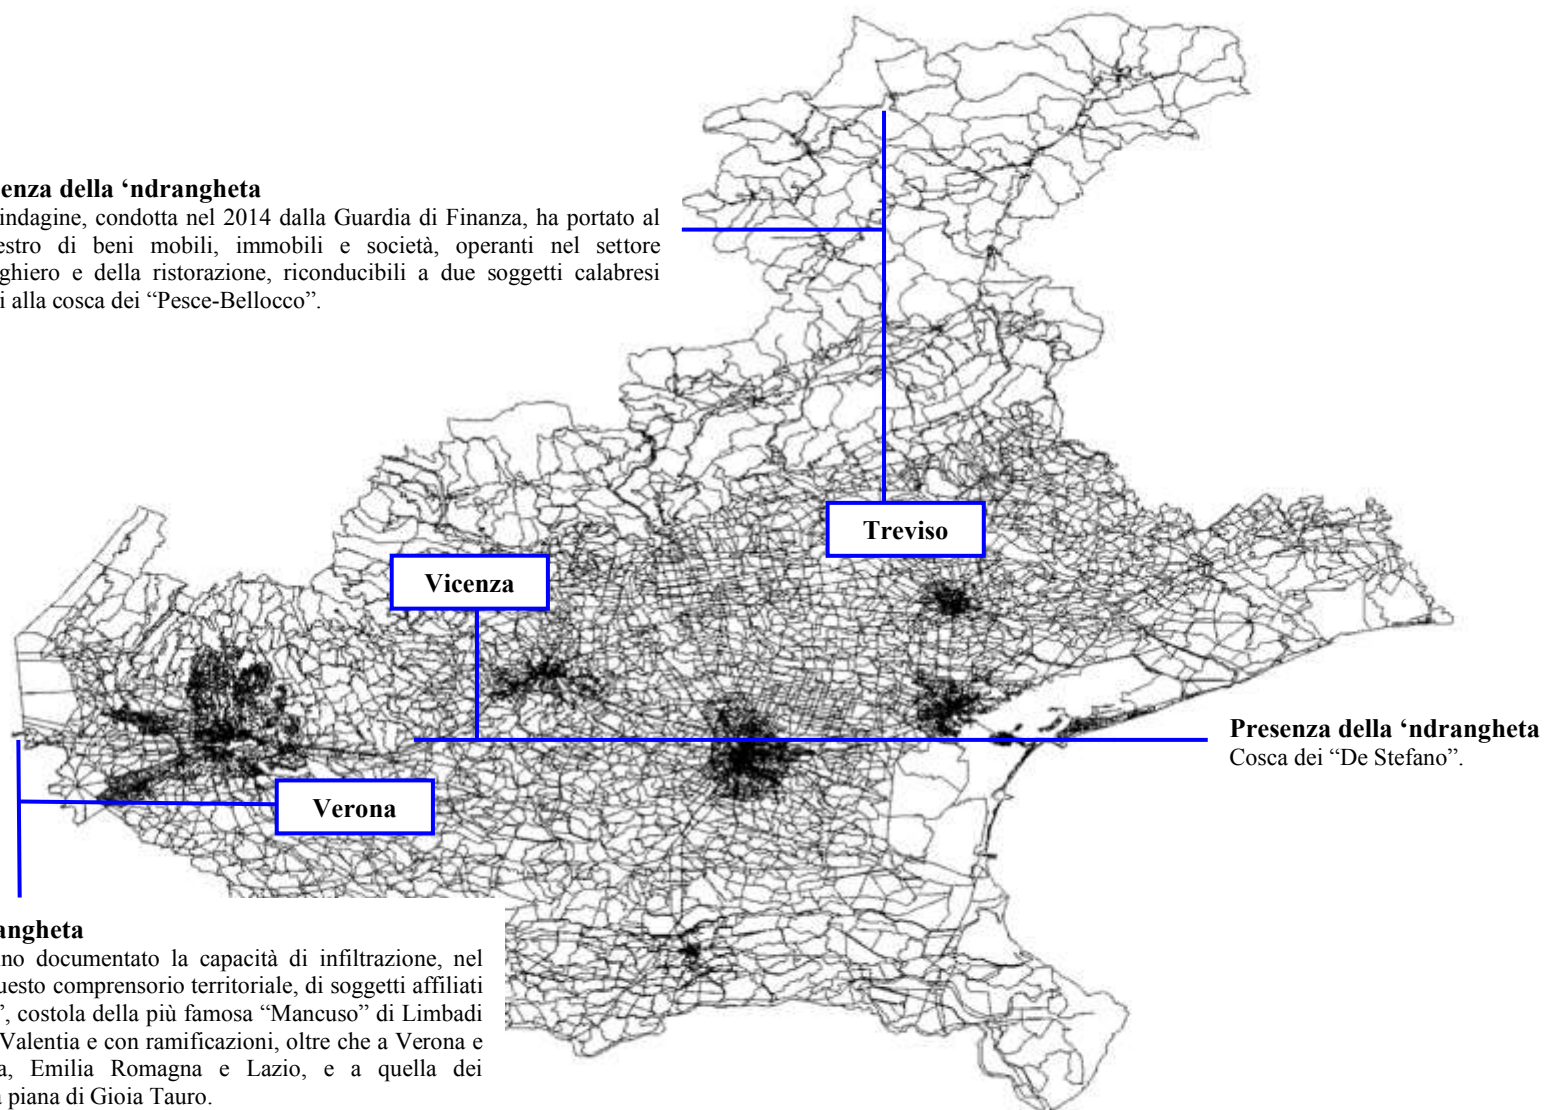 enza della ‘ndrangheta
indagine, condotta nel 2014 dalla Guardia di Finanza, ha portato al
estro di beni mobili, immobili e società, operanti nel settore
ghiero e della ristorazione, riconducibili a due soggetti calabresi
i alla cosca dei “Pesce-Bellocco”.
Treviso
Vicenza
Presenza della ‘ndrangheta
Cosca dei “De Stefano”.
Verona
angheta
no documentato la capacità di infiltrazione, nel
uesto comprensorio territoriale, di soggetti affiliati
”, costola della più famosa “Mancuso” di Limbadi
Valentia e con ramificazioni, oltre che a Verona e
a, Emilia Romagna e Lazio, e a quella dei
a piana di Gioia Tauro.